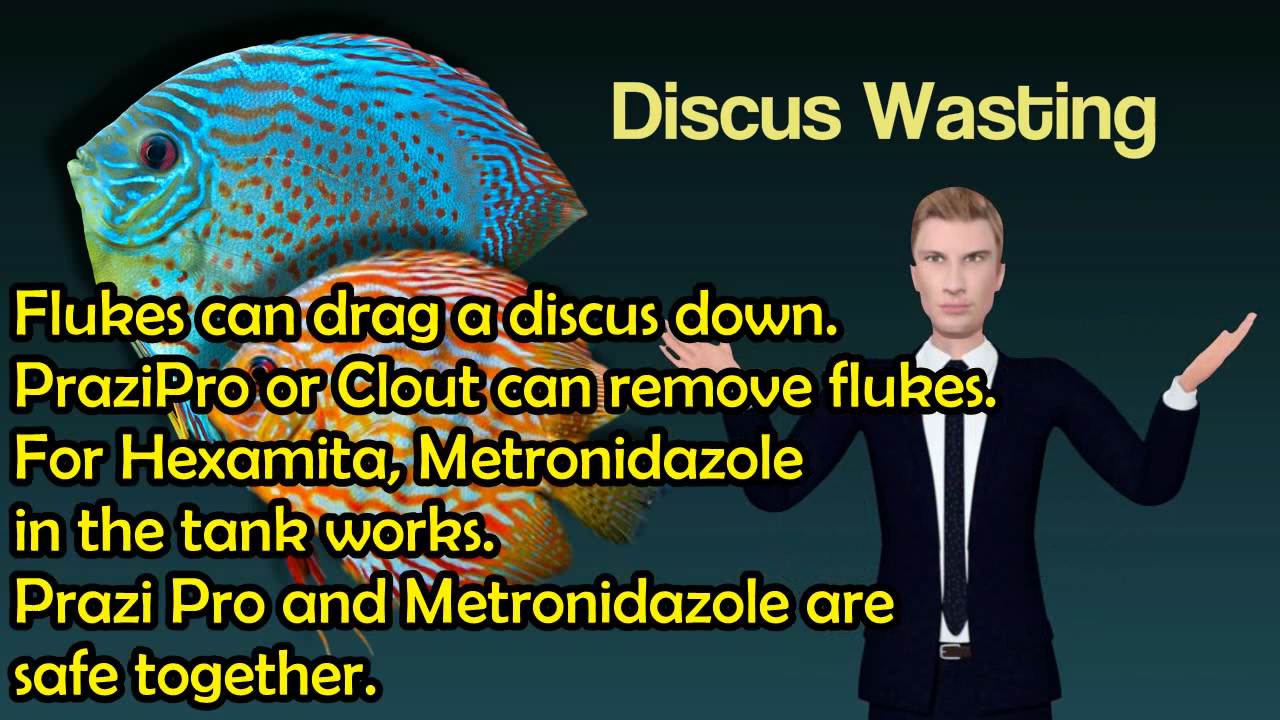 Discus Wasting
Flukes can drag a discus down.
PraziPro or Clout can remove flukes.
For Hexamita, Metronidazole
in the tank works.
Prazi Pro and Metronidazole are
safe together.